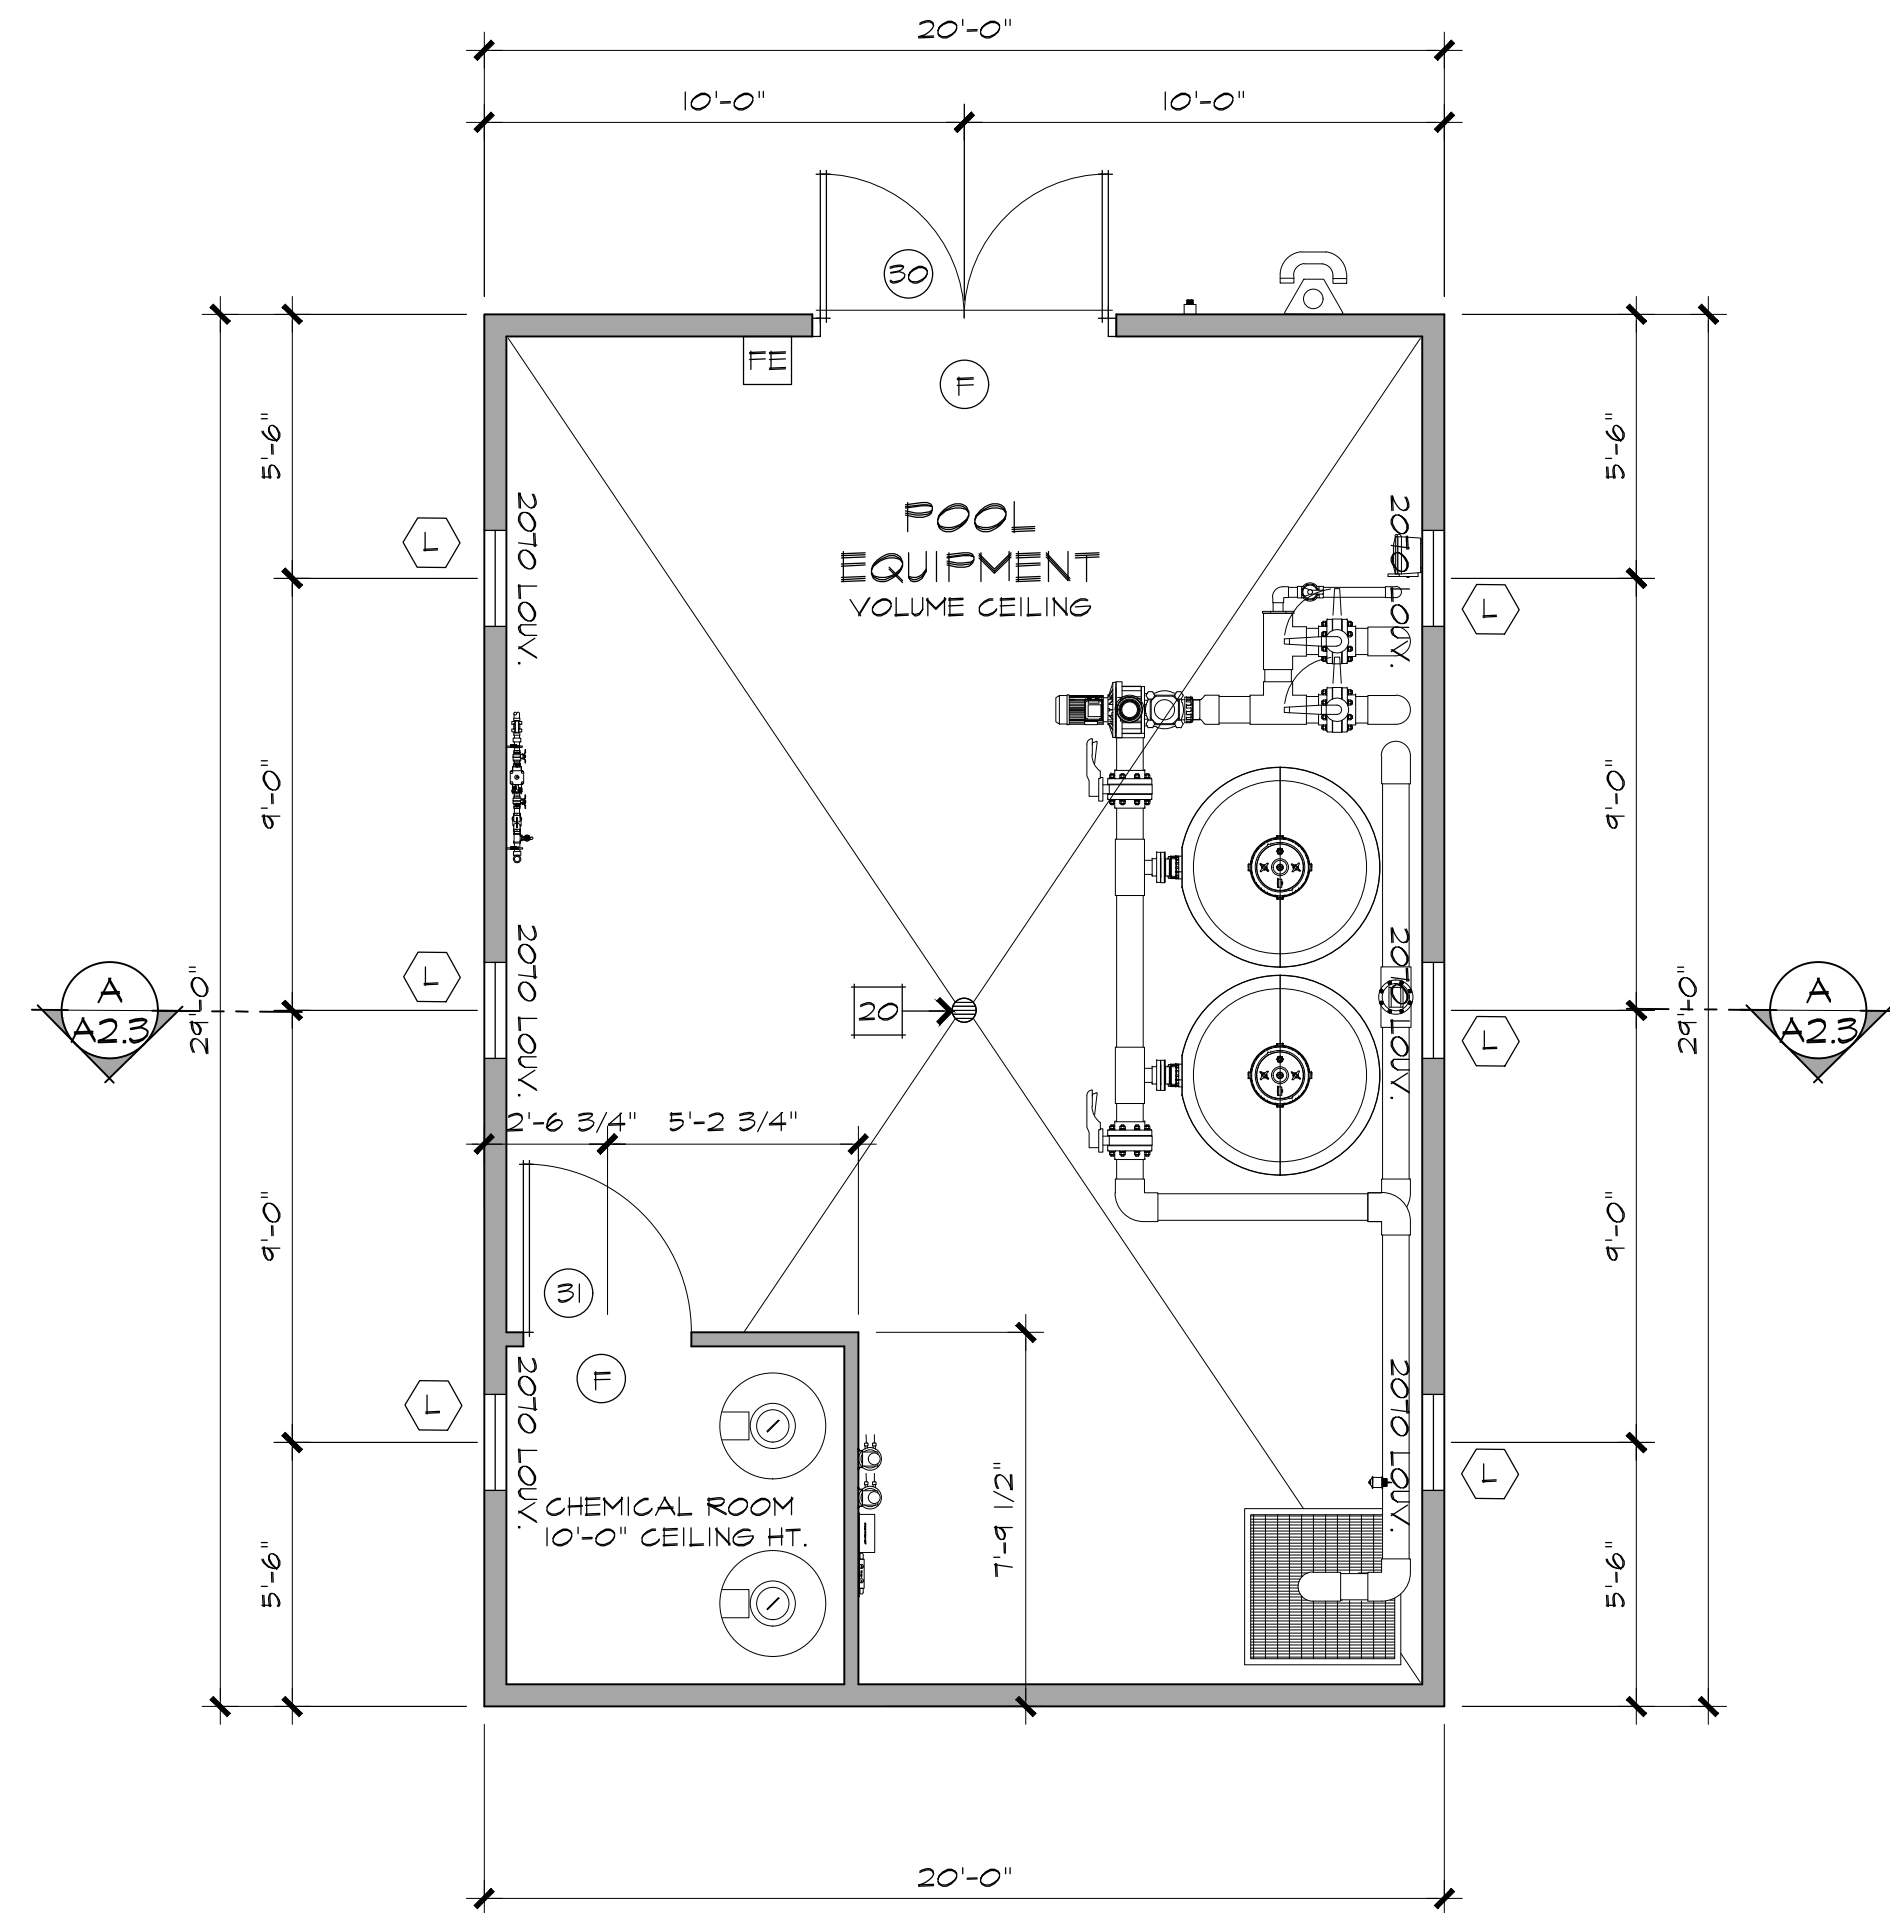 20'-0"
10'-0"
10'-0"
30
FE
F
5'-6"
5'-6"
L
2070 LOUV.
2070 LOUV.
L
POOL
EQUIPMENT
VOLUME CEILING
9'-0"
9'-0"
A
A2.3
29'-0"
L
2070 LOUV.
20
2070 LOUV.
L
29'-0"
A
A2.3
2'-6 3/4"
5'-2 3/4"
9'-0"
9'-0"
31
F
L
2070 LOUV.
2070 LOUV.
L
CHEMICAL ROOM
10'-0" CEILING HT.
7'-9 1/2"
5'-6"
5'-6"
20'-0"